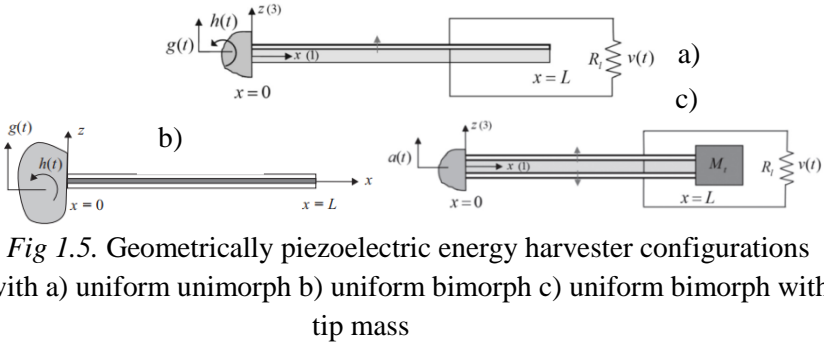 z (3)
h(t)
g(t)
x (1)
x = 0
x = L
R_l
v(t)
a)
c)
g(t)
z
b)
h(t)
x
x = 0
x = L
z (3)
a(t)
x (1)
M_t
R_l
v(t)
x = 0
x = L
Fig 1.5. Geometrically piezoelectric energy harvester configurations
with a) uniform unimorph b) uniform bimorph c) uniform bimorph with
tip mass